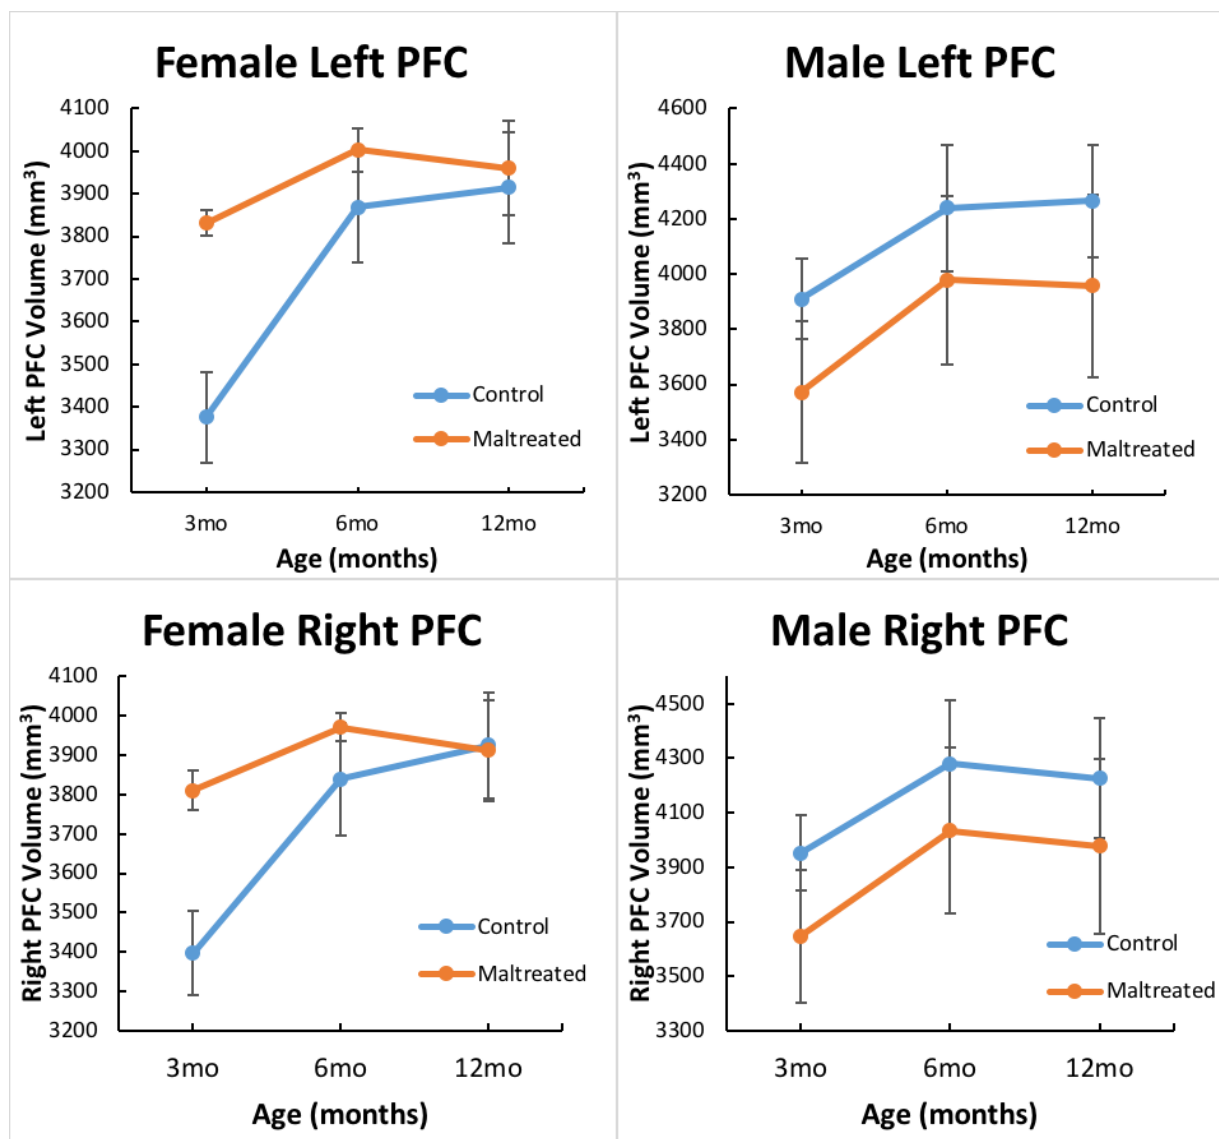 Female Left PFC
Left PFC Volume (mm³)
4100
4000
3900
3800
3700
3600
3500
3400
3300
3200
Control
Maltreated
3mo 6mo 12mo
Age (months)
Male Left PFC
Left PFC Volume (mm³)
4600
4400
4200
4000
3800
3600
3400
3200
Control
Maltreated
3mo 6mo 12mo
Age (months)
Female Right PFC
Right PFC Volume (mm³)
4100
4000
3900
3800
3700
3600
3500
3400
3300
3200
Control
Maltreated
3mo 6mo 12mo
Age (months)
Male Right PFC
Right PFC Volume (mm³)
4500
4300
4100
3900
3700
3500
3300
Control
Maltreated
3mo 6mo 12mo
Age (months)